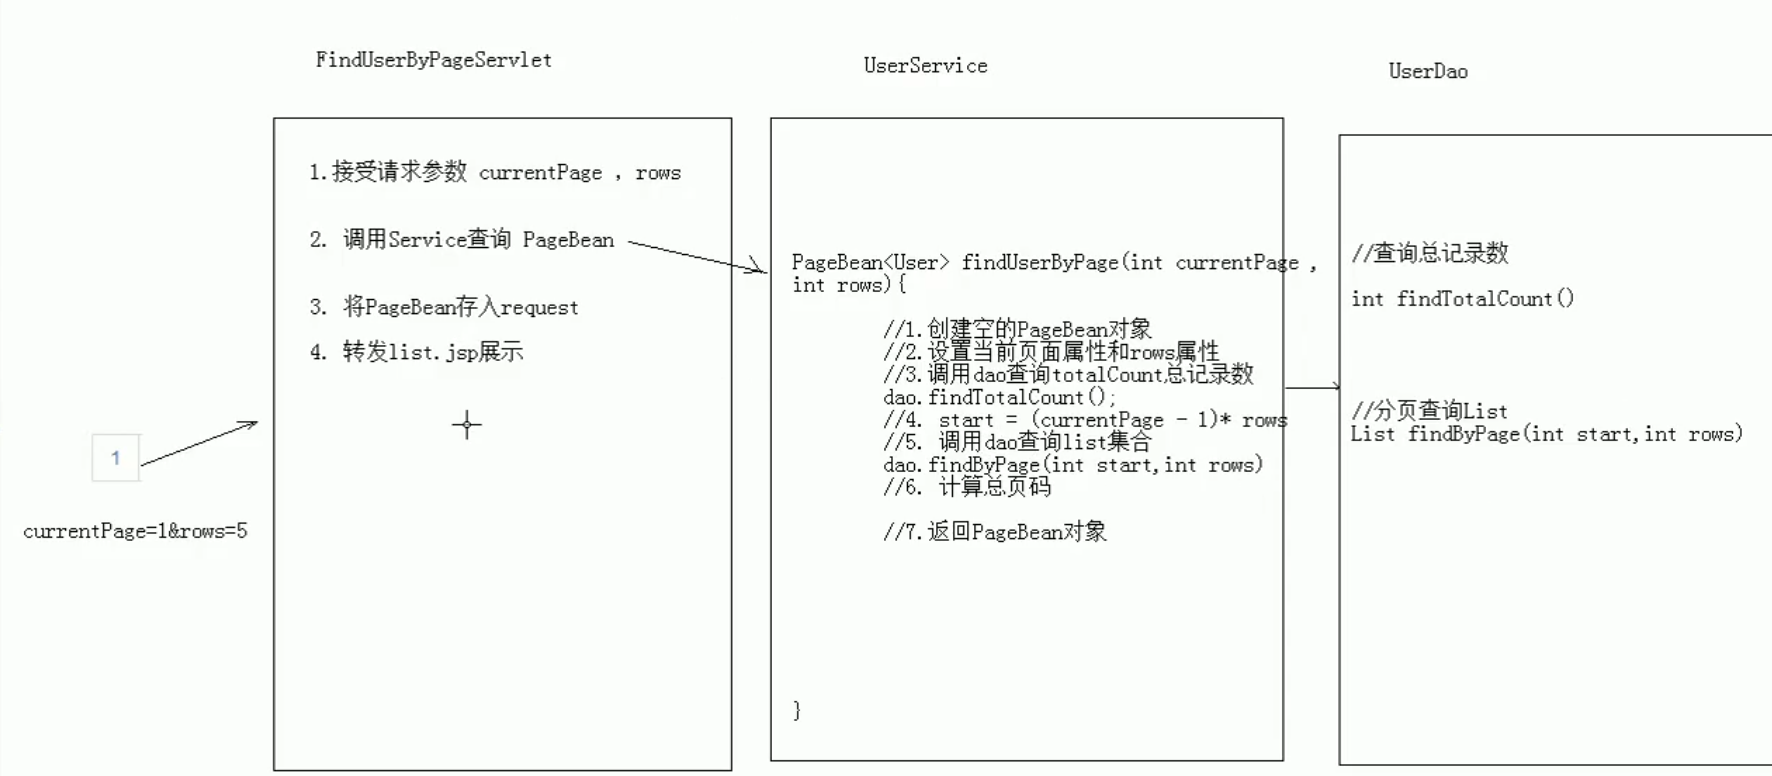 FindUserByPageServlet
UserService
UserDao
1.接受请求参数 currentPage , rows
2. 调用Service查询 PageBean
3. 将PageBean存入request
4. 转发list.jsp展示
1
currentPage=1&rows=5
PageBean<User> findUserByPage(int currentPage ,
int rows){
//1.创建空的PageBean对象
//2.设置当前页面属性和rows属性
//3.调用dao查询totalCount总记录数
dao.findTotalCount();
//4. start = (currentPage - 1)* rows
//5. 调用dao查询list集合
dao.findByPage(int start,int rows)
//6. 计算总页码
//7.返回PageBean对象
}
//查询总记录数
int findTotalCount()
//分页查询List
List findByPage(int start,int rows)